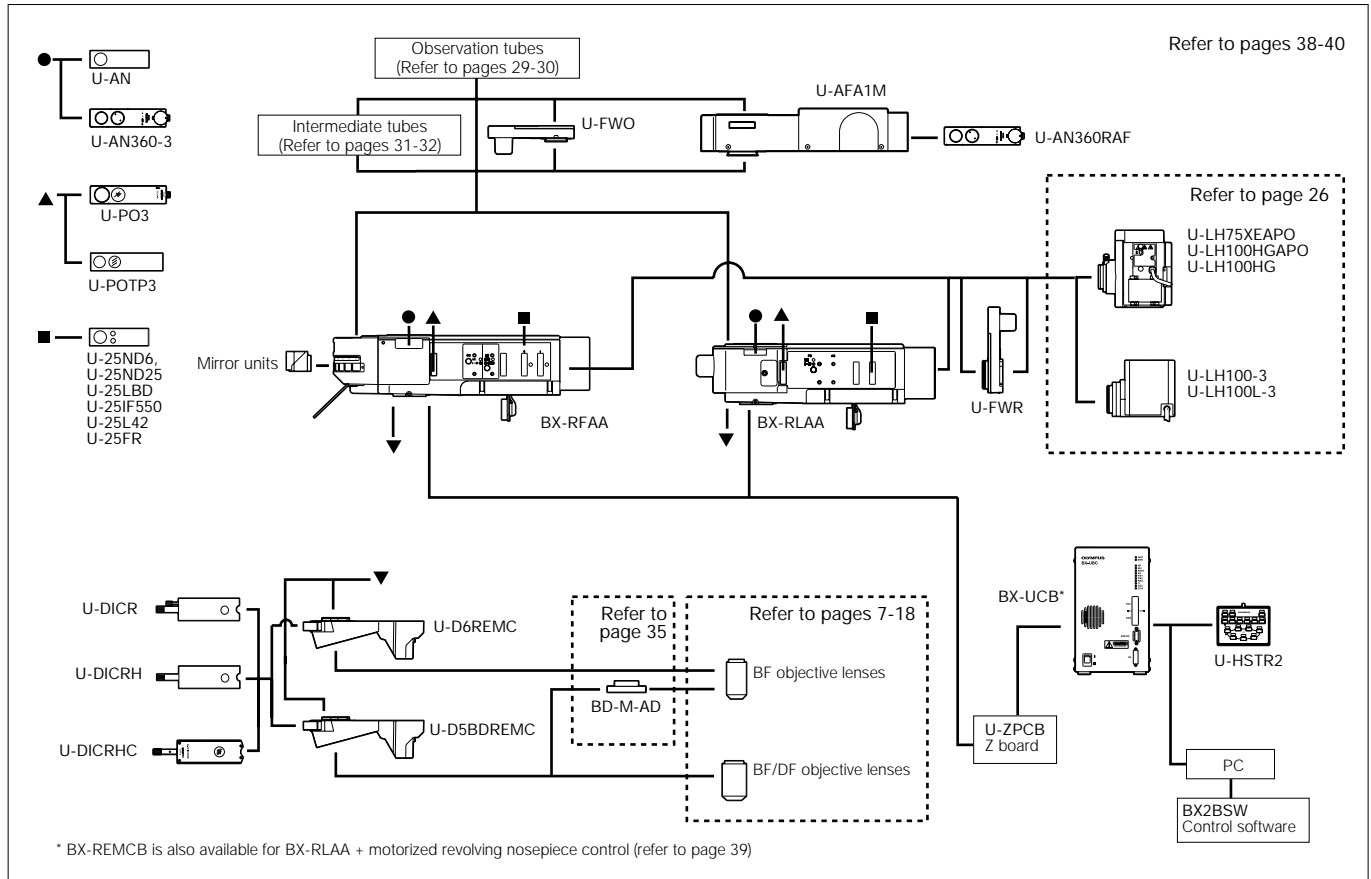 Refer to pages 38-40
Observation tubes
(Refer to pages 29-30)
U-AN
U-AN360-3
Intermediate tubes
(Refer to pages 31-32)
U-FWO
U-AFA1M
U-AN360RAF
U-PO3
U-POTP3
U-25ND6,
U-25ND25
U-25LBD
U-25IF550
U-25L42
U-25FR
Mirror units
BX-RFAA
BX-RLAA
U-FWR
Refer to page 26
U-LH75XEAPO
U-LH100HGAPO
U-LH100HG
U-LH100-3
U-LH100L-3
U-DICR
U-DICRH
U-DICRHC
U-D6REMC
U-D5BDREMC
Refer to
page 35
BD-M-AD
Refer to pages 7-18
BF objective lenses
BF/DF objective lenses
BX-UCB*
OLYMPUS
BX-UBC
U-HSTR2
U-ZPCB
Z board
PC
BX2BSW
Control software
* BX-REMCB is also available for BX-RLAA + motorized revolving nosepiece control (refer to page 39)